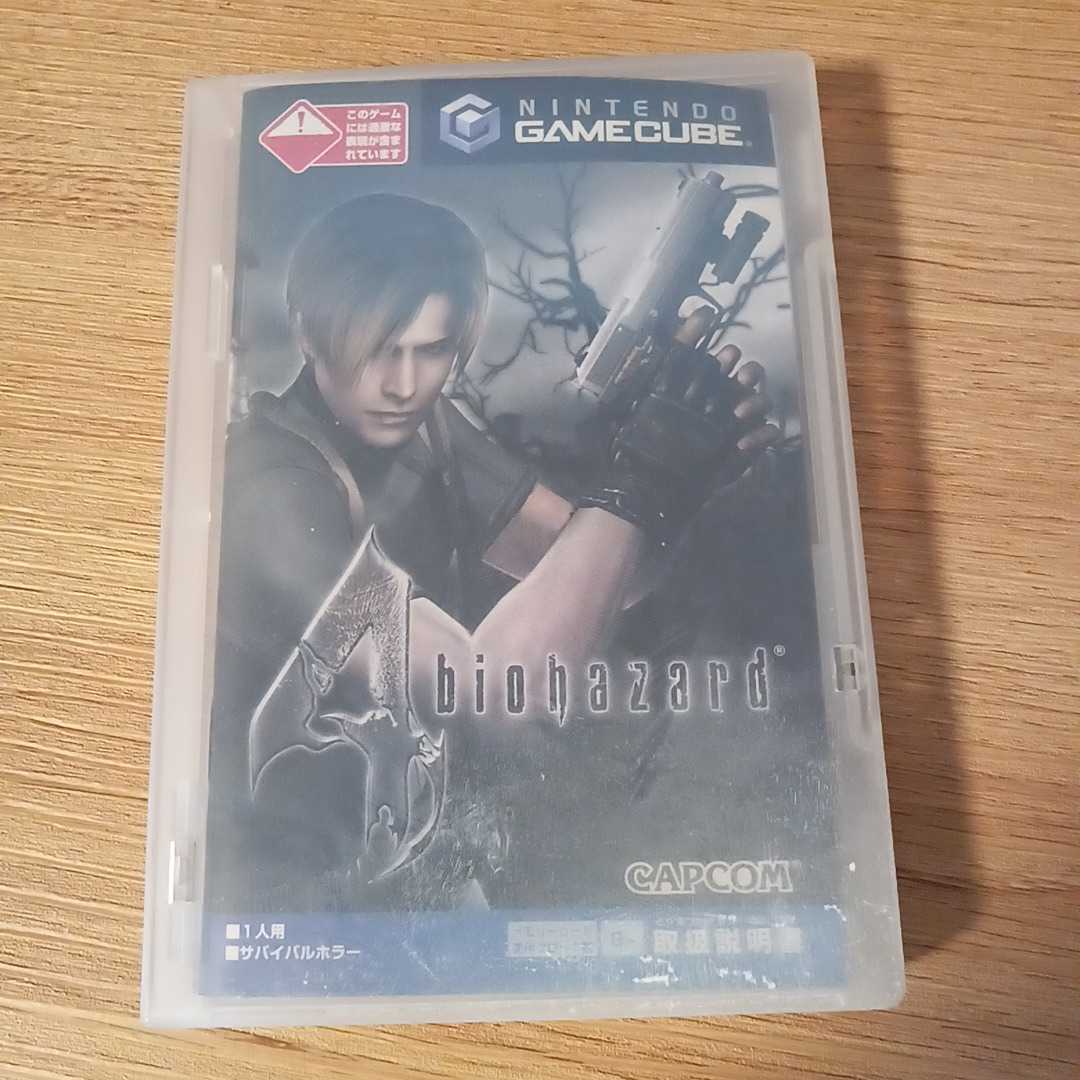 このゲーム
には過激な
表現が含ま
れています
NINTENDO
GAMECUBE®
4
biohazard®
CAPCOM
■1人用
■サバイバルホラー
取扱説明書